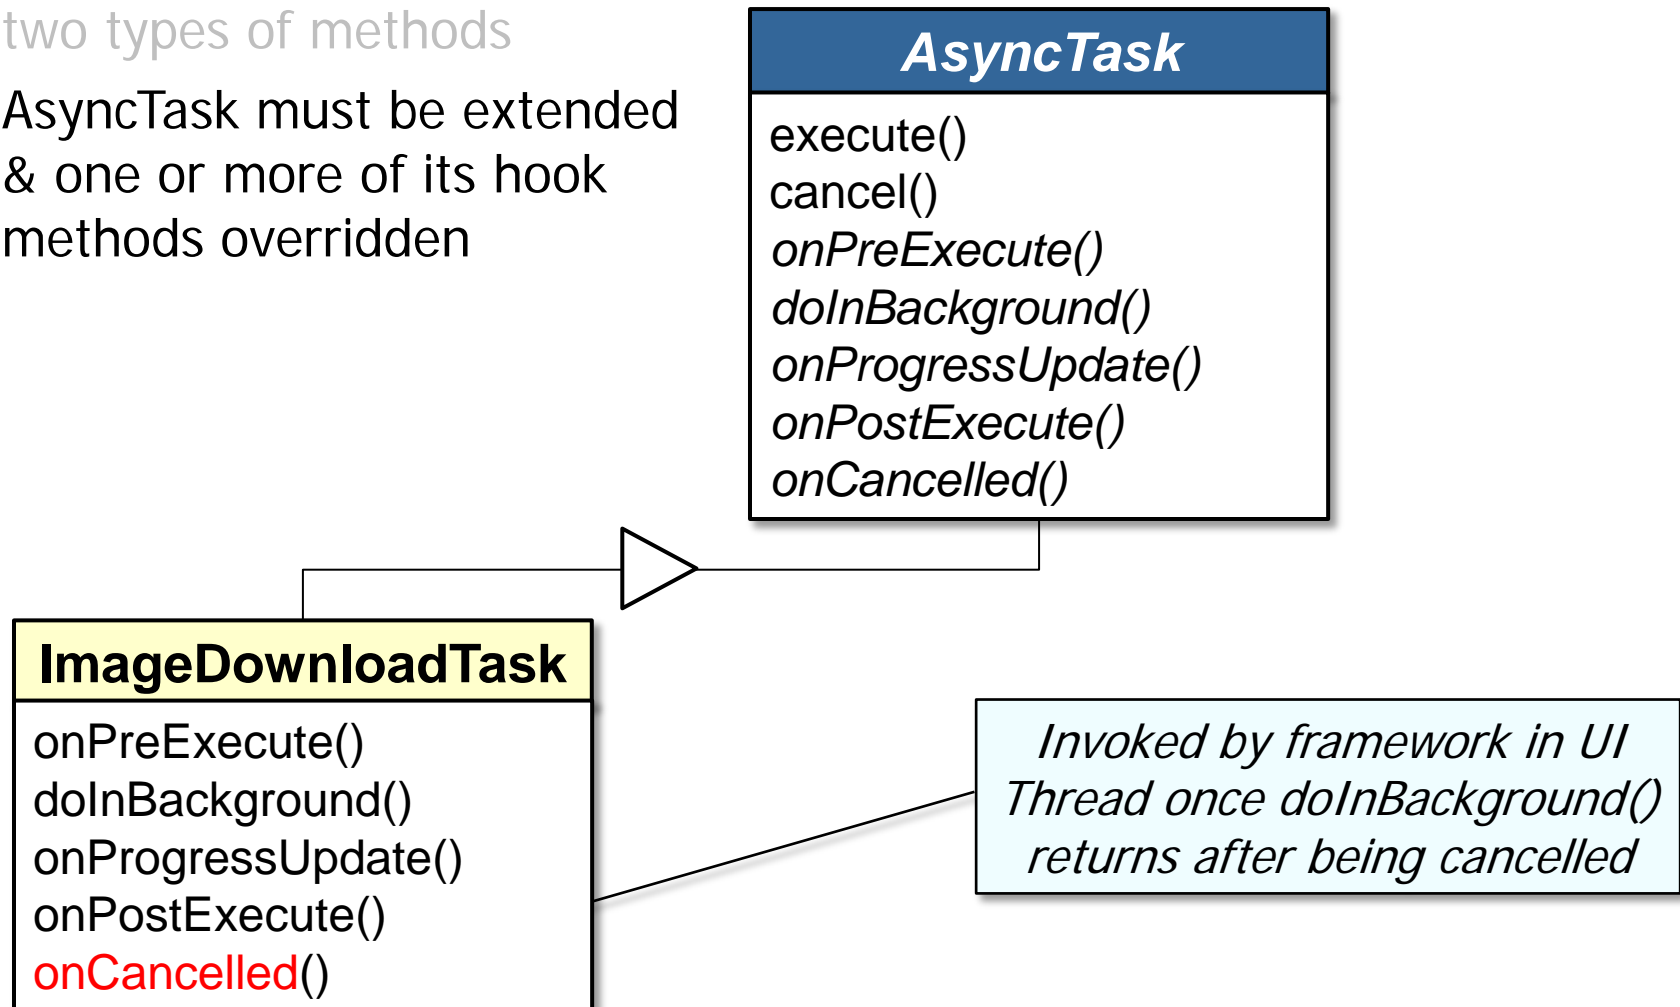 two types of methods
AsyncTask must be extended
& one or more of its hook
methods overridden
AsyncTask
execute()
cancel()
onPreExecute()
doInBackground()
onProgressUpdate()
onPostExecute()
onCancelled()
ImageDownloadTask
onPreExecute()
doInBackground()
onProgressUpdate()
onPostExecute()
onCancelled()
Invoked by framework in UI
Thread once doInBackground()
returns after being cancelled